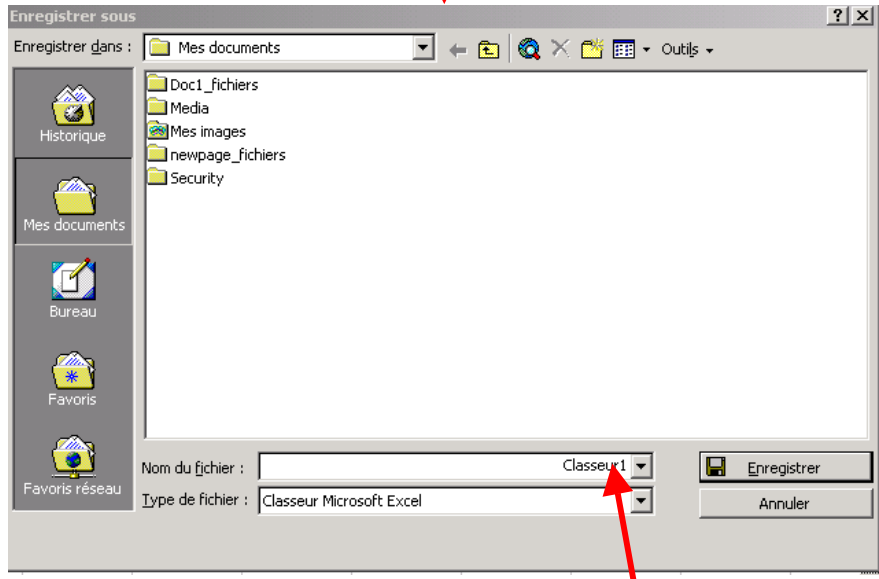 Enregistrer sous
Enregistrer dans : Mes documents Outils
Doc1_fichiers
Media
Mes images
newpage_fichiers
Security
Historique
Mes documents
Bureau
Favoris
Favoris réseau
Nom du fichier : Classeur1 Enregistrer
Type de fichier : Classeur Microsoft Excel Annuler